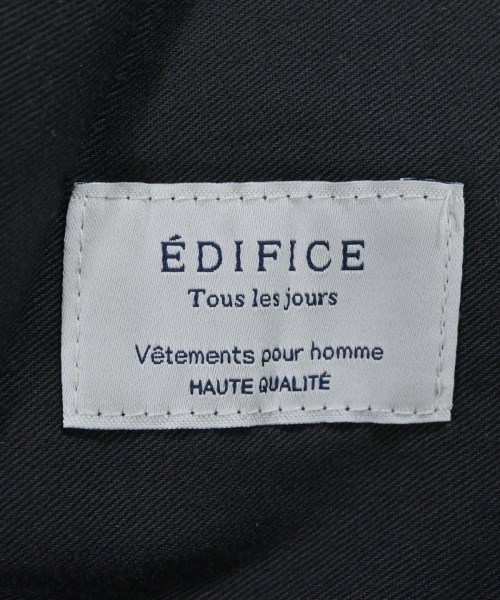 ÉDIFICE
Tous les jours
Vêtements pour homme
HAUTE QUALITÉ